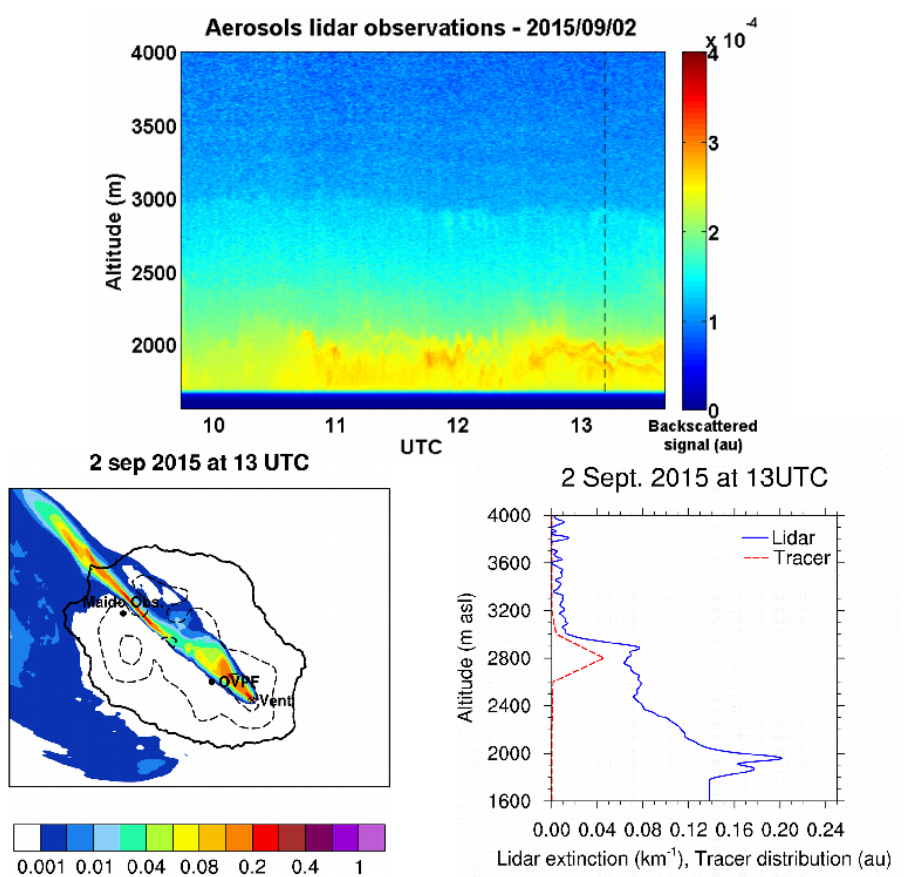 Aerosols lidar observations - 2015/09/02
x 10⁻⁴
4000
3500
3000
2500
2000
Altitude (m)
10 11 12 13
UTC
4
3
2
1
0
Backscattered
signal (au)
2 sep 2015 at 13 UTC
Maido Obs.
OVPF
Vent
0.001 0.01 0.04 0.08 0.2 0.4 1
2 Sept. 2015 at 13UTC
4000
3600
3200
2800
2400
2000
1600
Altitude (m asl)
Lidar
Tracer
0.00 0.04 0.08 0.12 0.16 0.20 0.24
Lidar extinction (km⁻¹), Tracer distribution (au)